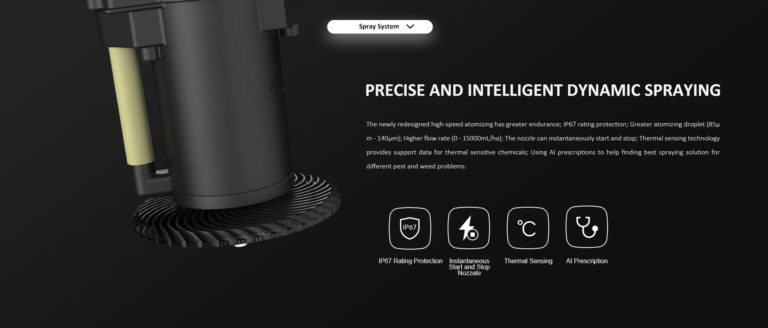 Spray System
PRECISE AND INTELLIGENT DYNAMIC SPRAYING
The newly redesigned high-speed atomizing has greater endurance; IP67 rating protection; Greater atomizing droplet (85μ
m - 140μm); Higher flow rate (0 - 15000mL/ha); The nozzle can instantaneously start and stop; Thermal sensing technology
provides support data for thermal sensitive chemicals; Using AI prescriptions to help finding best spraying solution for
different pest and weed problems.
IP67
°C
IP67 Rating Protection
Instantaneous
Start and Stop
Nozzale
Thermal Sensing
AI Prescription